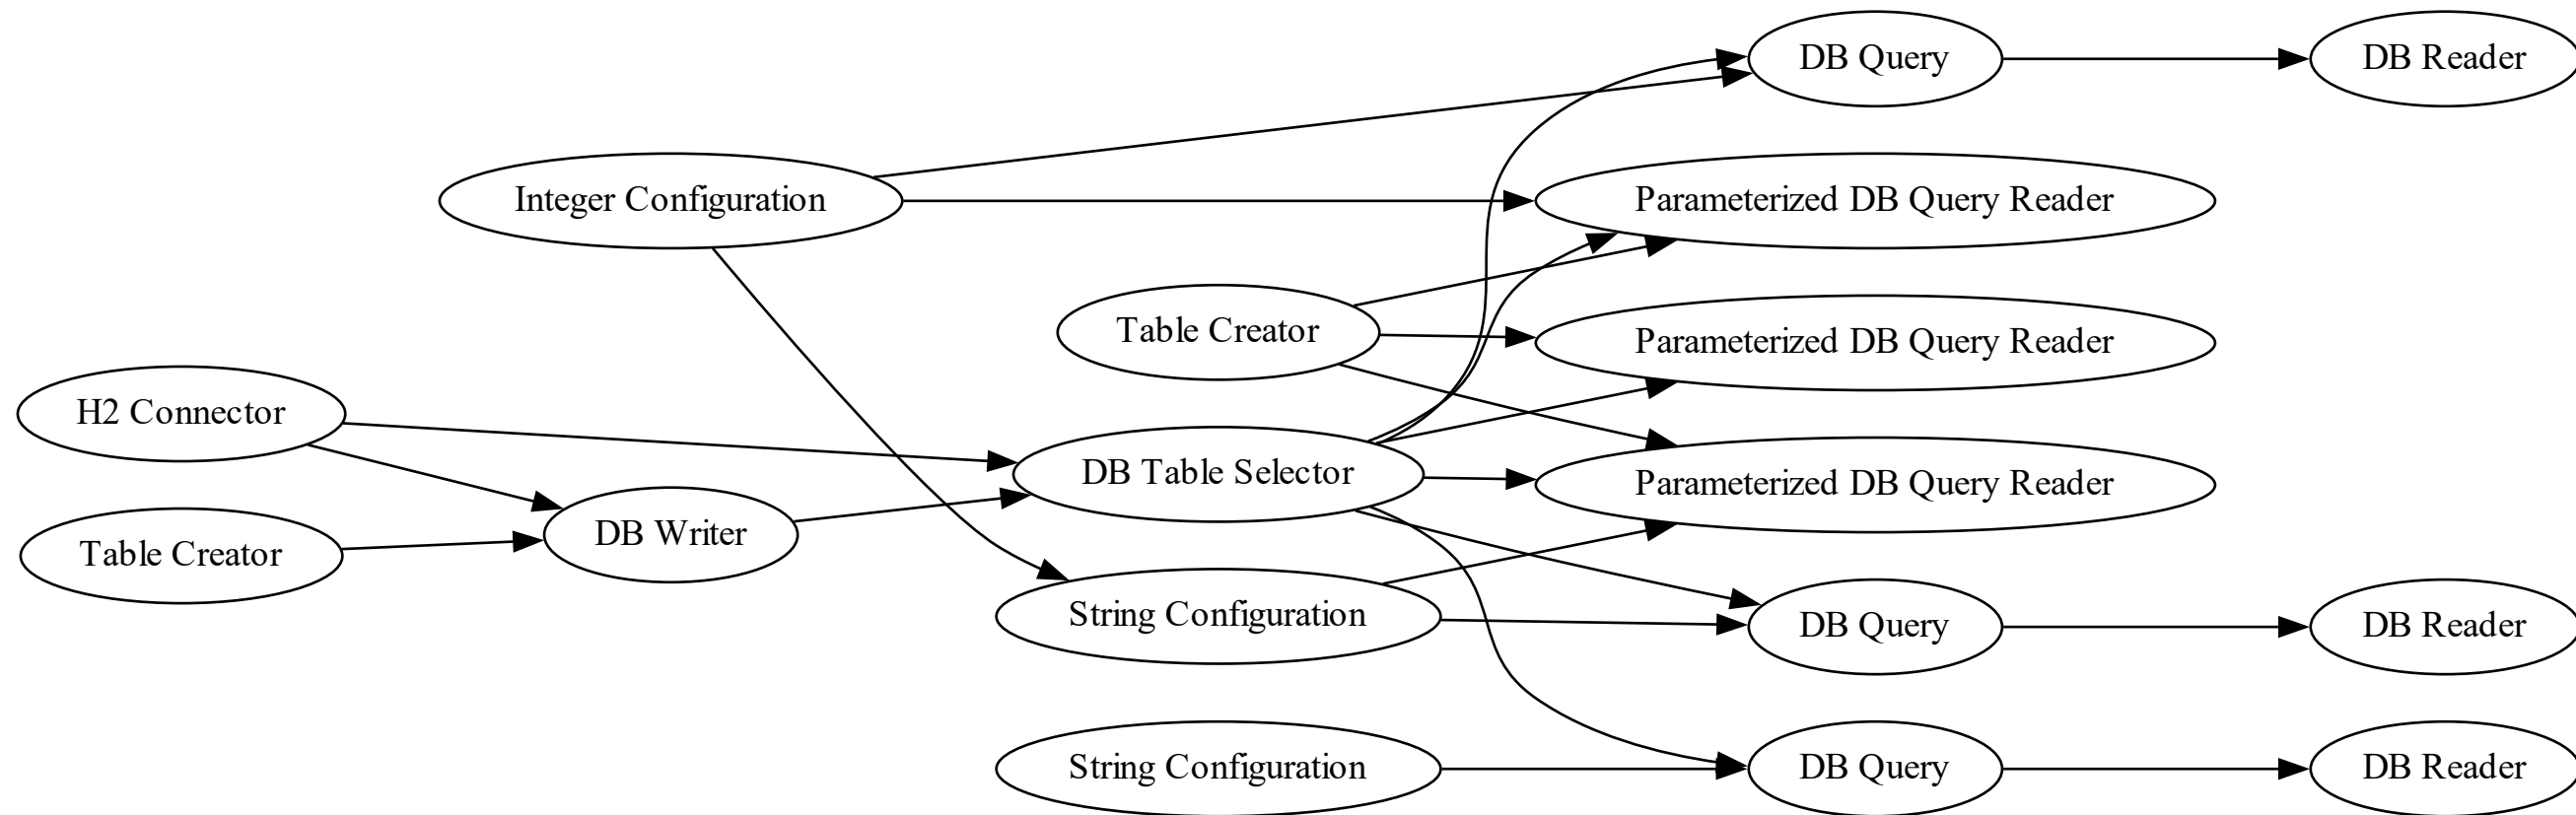 DB Query
DB Reader
Integer Configuration
Parameterized DB Query Reader
Table Creator
Parameterized DB Query Reader
H2 Connector
DB Table Selector
Parameterized DB Query Reader
Table Creator
DB Writer
String Configuration
DB Query
DB Reader
String Configuration
DB Query
DB Reader